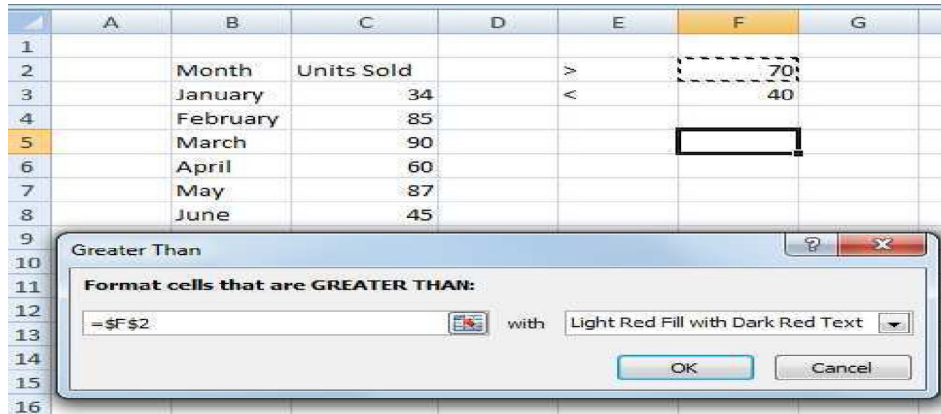 A B C D E F G
1
2 Month Units Sold > 70
3 January 34 < 40
4 February 85
5 March 90
6 April 60
7 May 87
8 June 45
9
10
11
12
13
14
15
16
Greater Than
Format cells that are GREATER THAN:
=$F$2 with Light Red Fill with Dark Red Text
OK Cancel